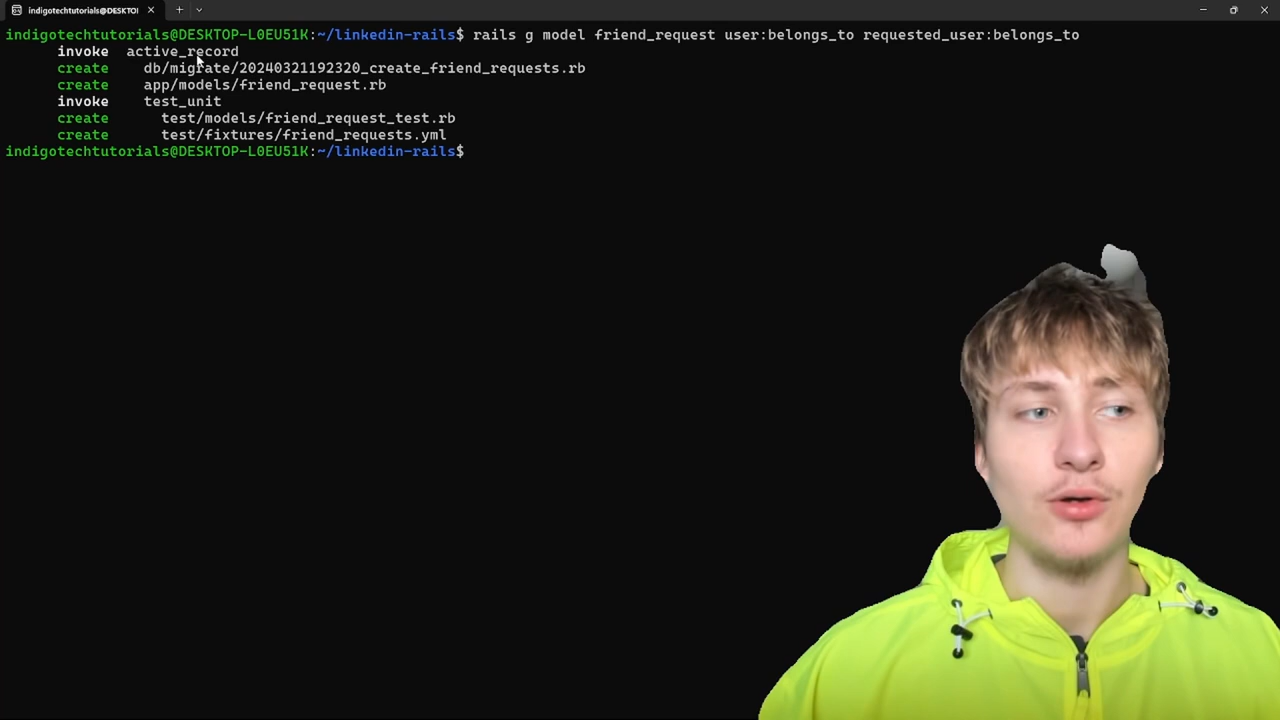 indigotechtutorials@DESKTOP
indigotechtutorials@DESKTOP-L0EU51K:~/linkedin-rails$ rails g model friend_request user:belongs_to requested_user:belongs_to
invoke active_record
create db/migrate/20240321192320_create_friend_requests.rb
create app/models/friend_request.rb
invoke test_unit
create test/models/friend_request_test.rb
create test/fixtures/friend_requests.yml
indigotechtutorials@DESKTOP-L0EU51K:~/linkedin-rails$